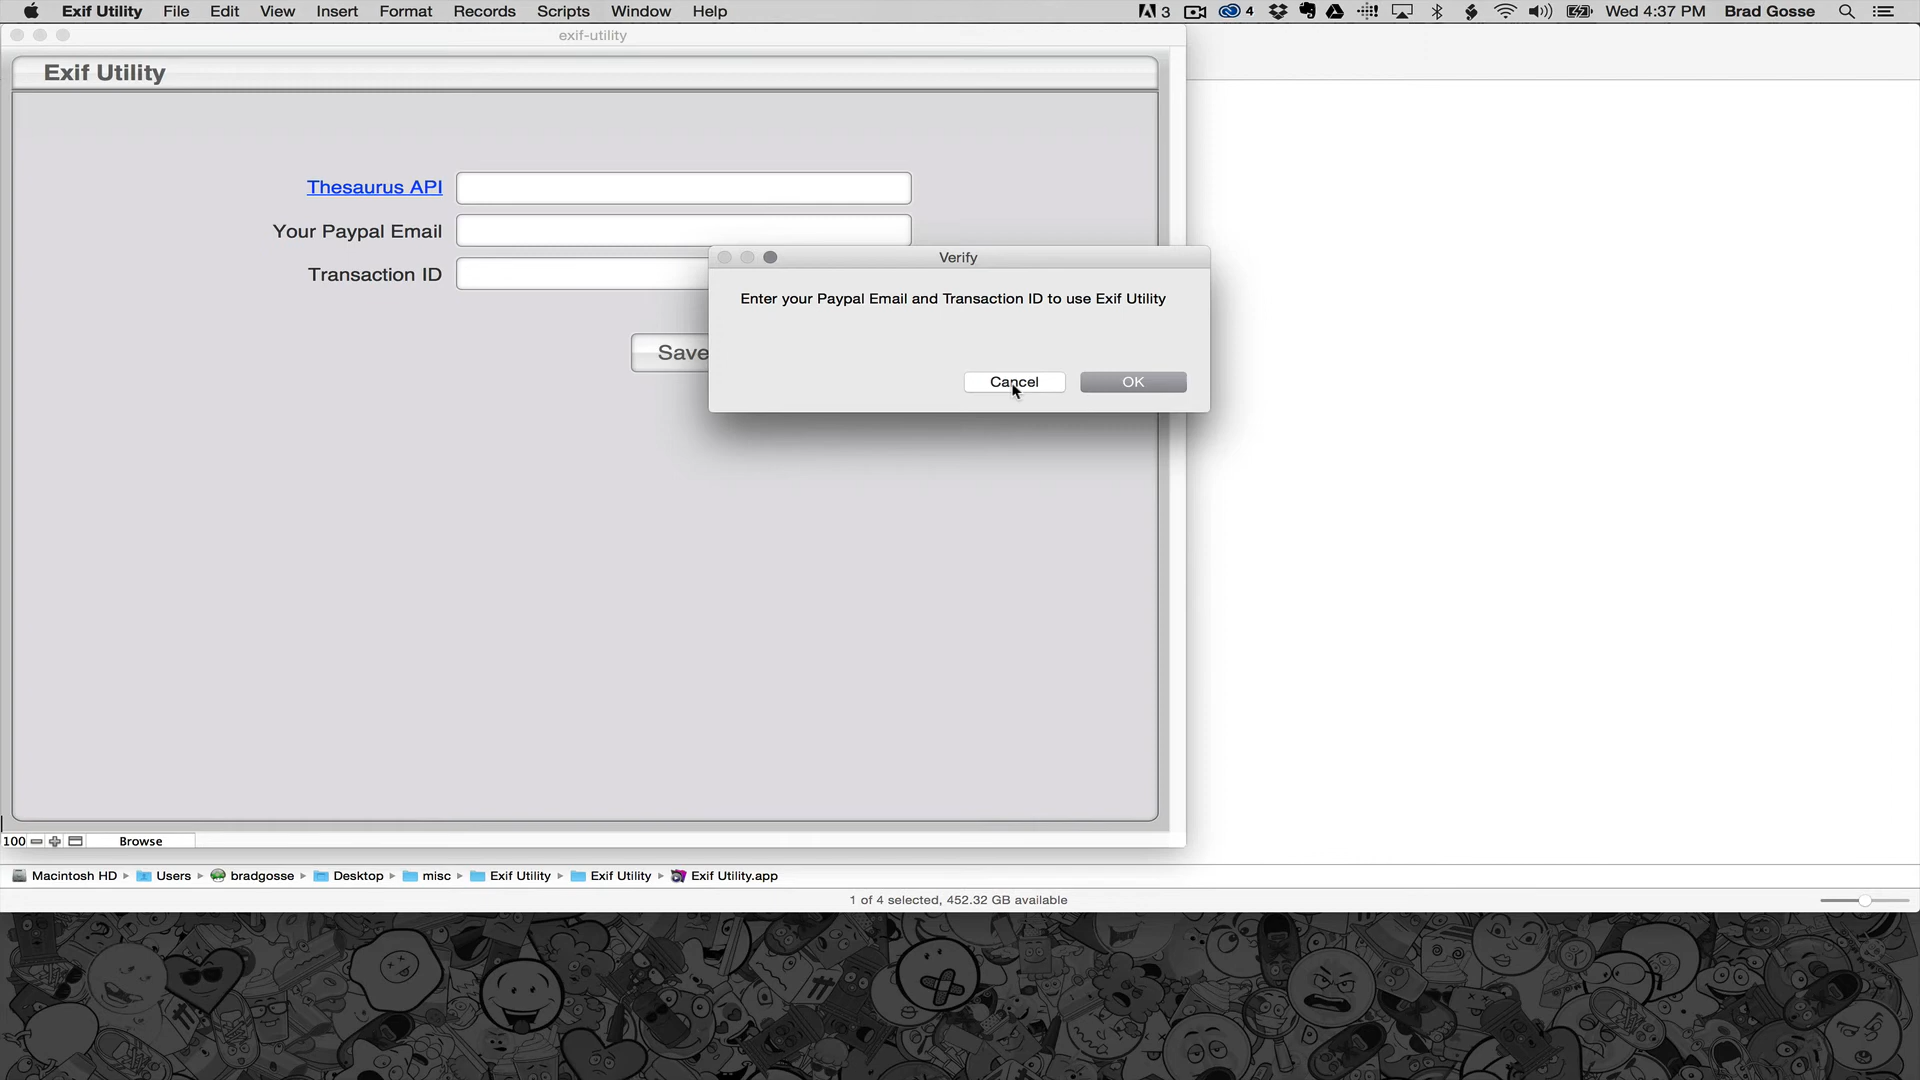 Exif Utility File Edit View Insert Format Records Scripts Window Help 3 4 Wed 4:37 PM Brad Gosse
exif-utility
Exif Utility
Thesaurus API
Your Paypal Email
Transaction ID
Save
Verify
Enter your Paypal Email and Transaction ID to use Exif Utility
Cancel OK
100 Browse
Macintosh HD Users bradgosse Desktop misc Exif Utility Exif Utility Exif Utility.app
1 of 4 selected, 452.32 GB available